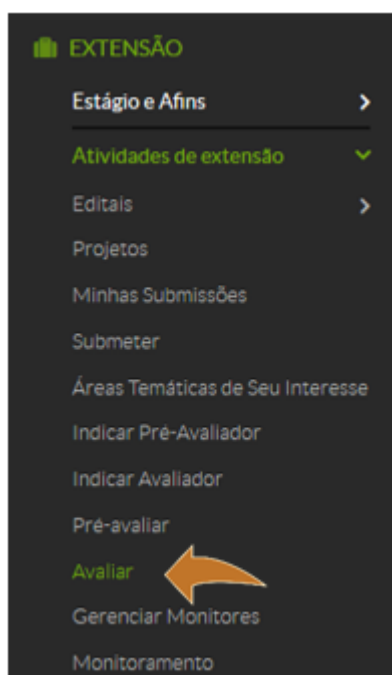 EXTENSÃO
Estágio e Afins
Atividades de extensão
Editais
Projetos
Minhas Submissões
Submeter
Áreas Temáticas de Seu Interesse
Indicar Pré-Avaliador
Indicar Avaliador
Pré-avaliar
Avaliar
Gerenciar Monitores
Monitoramento